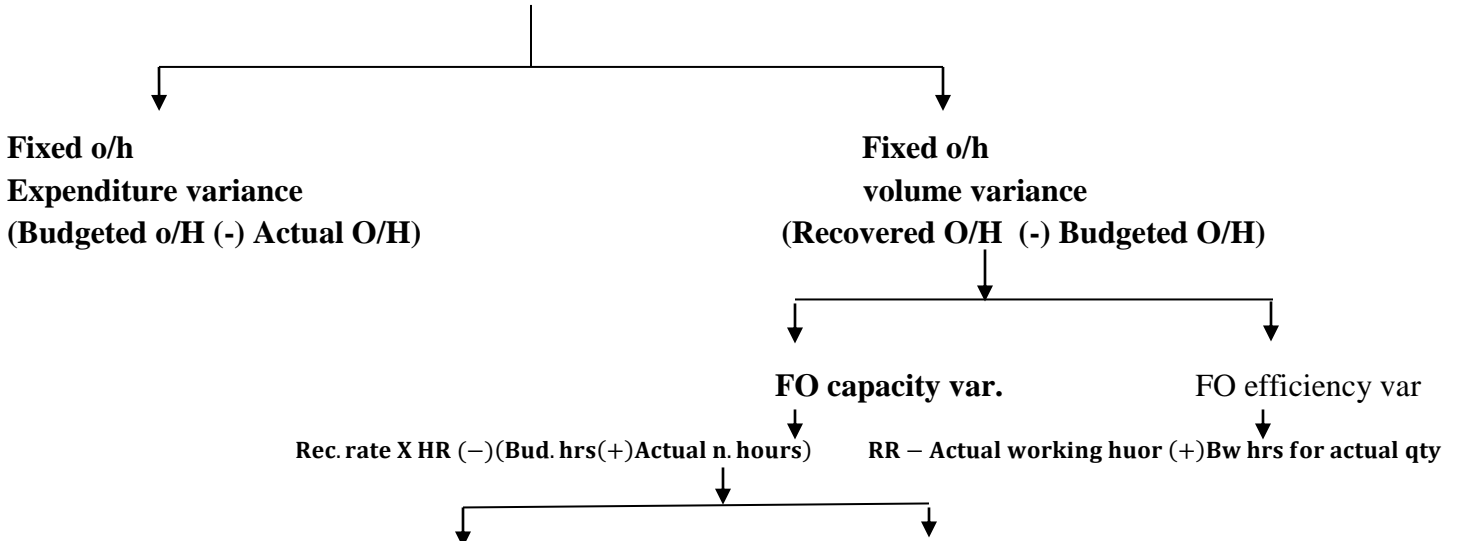 Fixed o/h
Expenditure variance
(Budgeted o/H (-) Actual O/H)
Fixed o/h
volume variance
(Recovered O/H (-) Budgeted O/H)
FO capacity var.
FO efficiency var
Rec. rate X HR (−)(Bud. hrs(+)Actual n. hours)
RR − Actual working huor (+)Bw hrs for actual qty